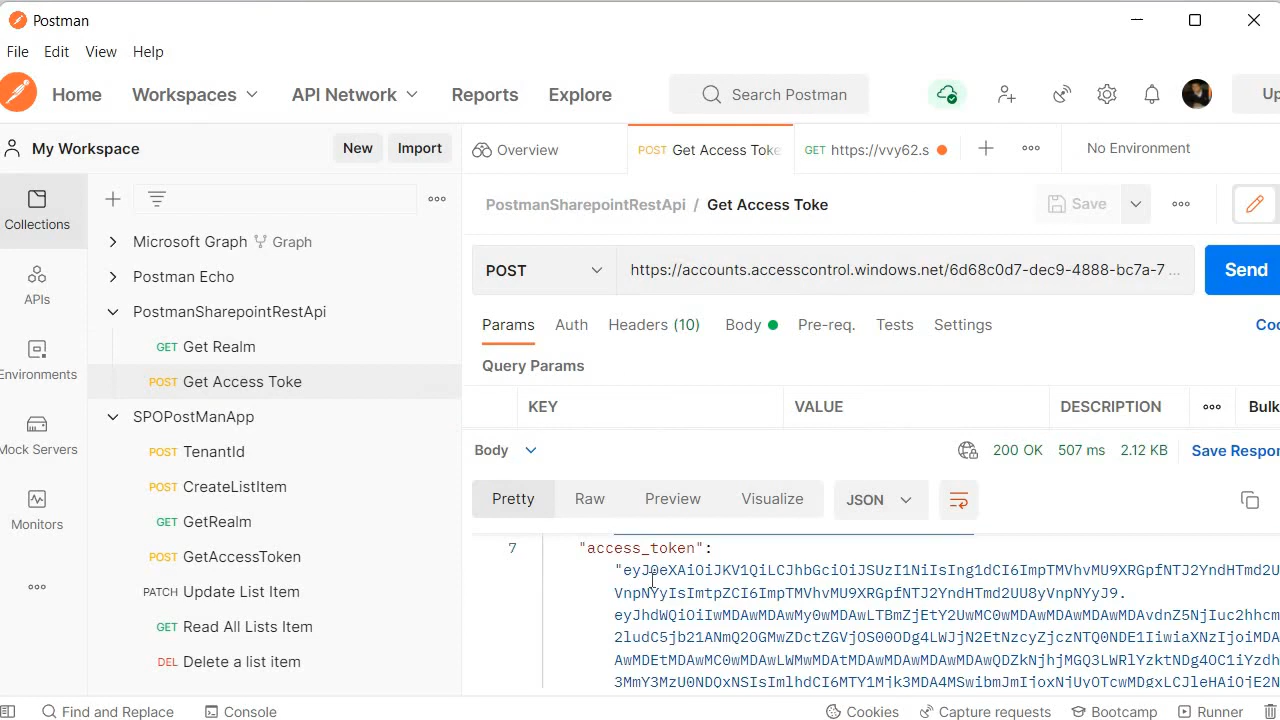 Postman
File Edit View Help
Home Workspaces API Network Reports Explore Search Postman Up
My Workspace New Import Overview POST Get Access Toke GET https://vvy62.s No Environment
Collections
APIs
Environments
Mock Servers
Monitors
Microsoft Graph Graph
Postman Echo
PostmanSharepointRestApi
GET Get Realm
POST Get Access Toke
SPOPostManApp
POST TenantId
POST CreateListItem
GET GetRealm
POST GetAccessToken
PATCH Update List Item
GET Read All Lists Item
DEL Delete a list item
PostmanSharepointRestApi / Get Access Toke Save
POST https://accounts.accesscontrol.windows.net/6d68c0d7-dec9-4888-bc7a-7 ... Send
Params Auth Headers (10) Body Pre-req. Tests Settings Coo
Query Params
KEY VALUE DESCRIPTION Bulk
Body 200 OK 507 ms 2.12 KB Save Respon
Pretty Raw Preview Visualize JSON
7 "access_token":
Find and Replace Console Cookies Capture requests Bootcamp Runner